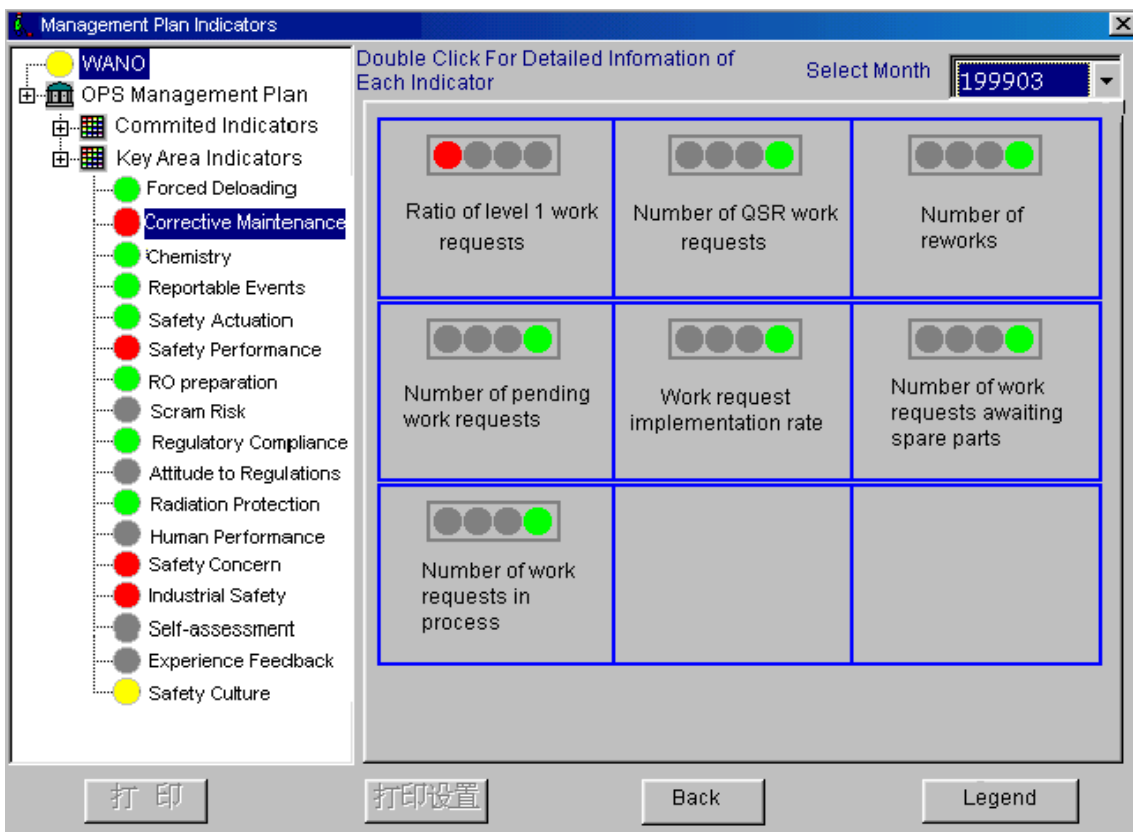 Management Plan Indicators
WANO
OPS Management Plan
Commited Indicators
Key Area Indicators
Forced Deloading
Corrective Maintenance
Chemistry
Reportable Events
Safety Actuation
Safety Performance
RO preparation
Scram Risk
Regulatory Compliance
Attitude to Regulations
Radiation Protection
Human Performance
Safety Concern
Industrial Safety
Self-assessment
Experience Feedback
Safety Culture
Double Click For Detailed Infomation of
Each Indicator
Select Month
199903
Ratio of level 1 work
requests
Number of QSR work
requests
Number of
reworks
Number of pending
work requests
Work request
implementation rate
Number of work
requests awaiting
spare parts
Number of work
requests in
process
打 印
打印设置
Back
Legend